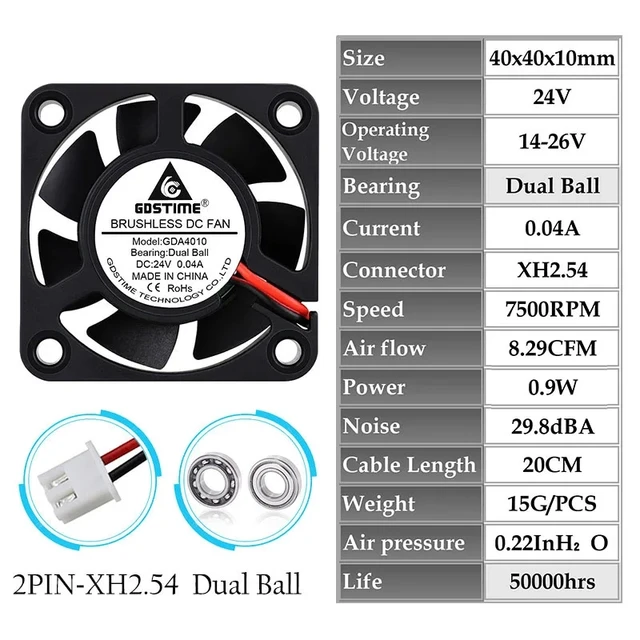 GDSTIME®
BRUSHLESS DC FAN
Model:GDA4010
Bearing:Dual Ball
DC:24V 0.04A
MADE IN CHINA
CE RoHs
GDSTIME TECHNOLOGY CO.,LTD
2PIN-XH2.54 Dual Ball
Size 40x40x10mm
Voltage 24V
Operating
Voltage 14-26V
Bearing Dual Ball
Current 0.04A
Connector XH2.54
Speed 7500RPM
Air flow 8.29CFM
Power 0.9W
Noise 29.8dBA
Cable Length 20CM
Weight 15G/PCS
Air pressure 0.22InH₂ O
Life 50000hrs